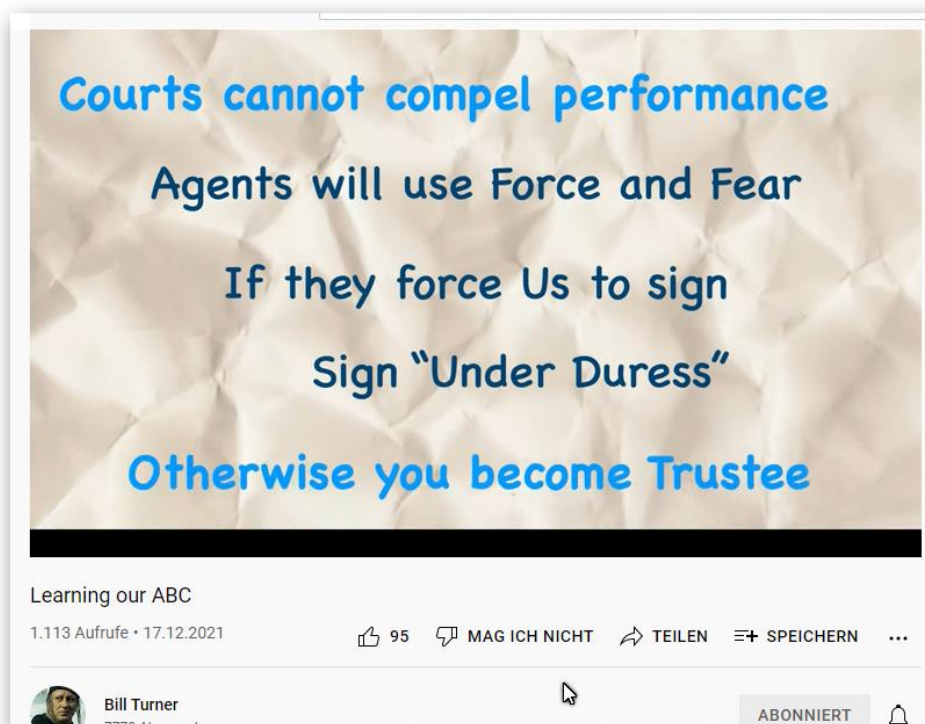 Courts cannot compel performance
Agents will use Force and Fear
If they force Us to sign
Sign “Under Duress”
Otherwise you become Trustee
Learning our ABC
1.113 Aufrufe • 17.12.2021
95 MAG ICH NICHT TEILEN SPEICHERN
Bill Turner
ABONNIERT